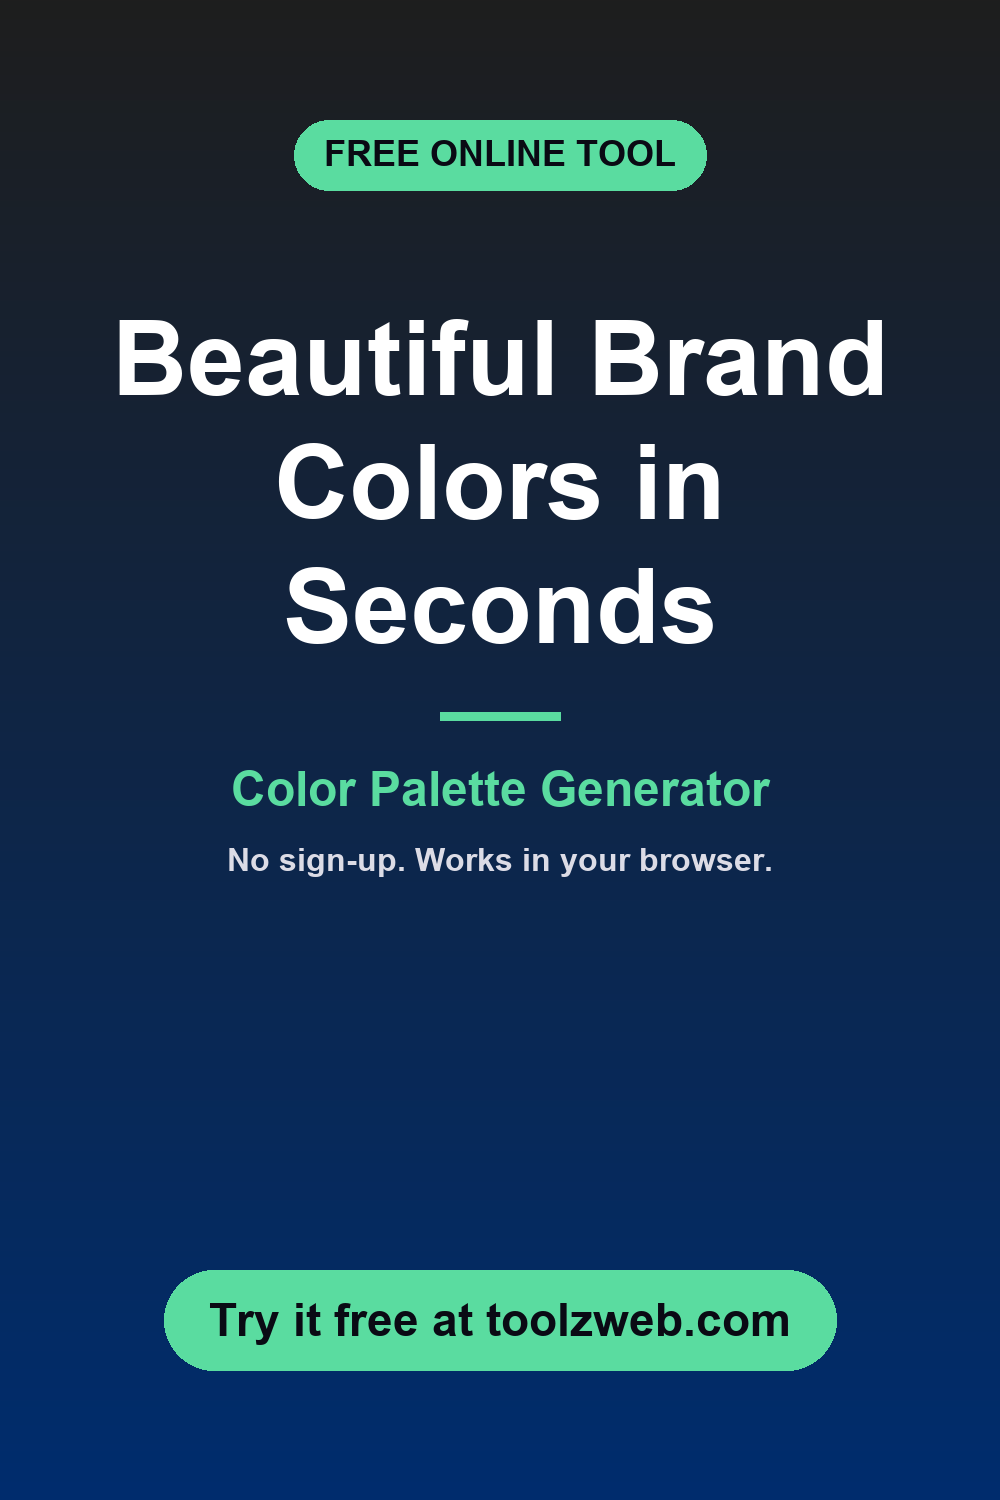 FREE ONLINE TOOL
Beautiful Brand
Colors in
Seconds
Color Palette Generator
No sign-up. Works in your browser.
Try it free at toolzweb.com